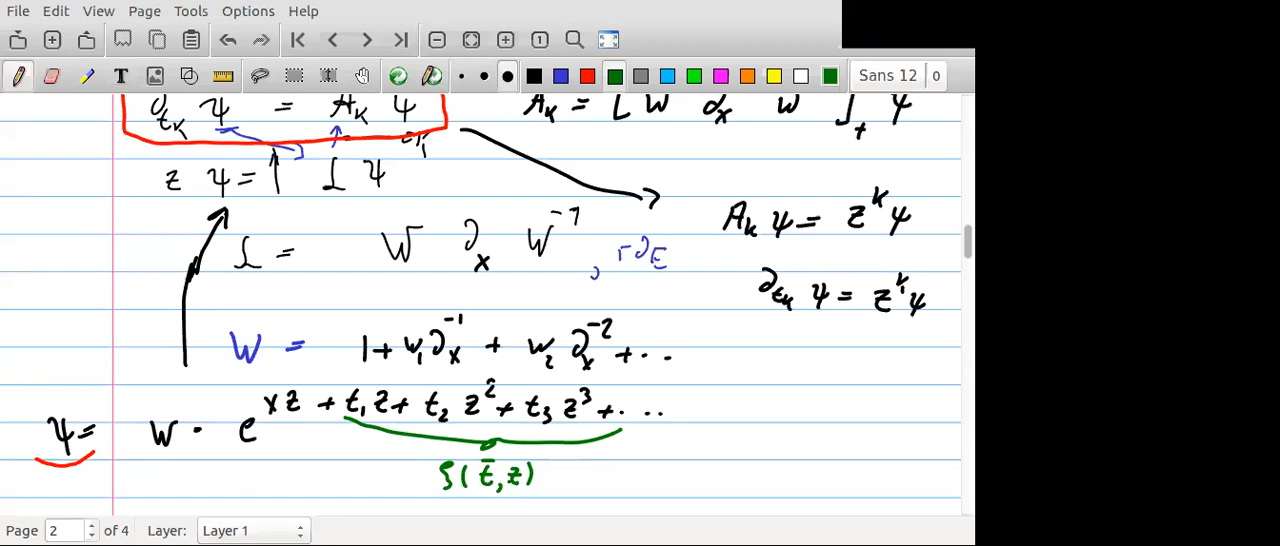 File Edit View Page Tools Options Help
Sans 12 0
∂_{t_k} ψ = A_k ψ
A_k = [ W ∂_x W ]_+ ψ
z ψ = L ψ
A_k ψ = z^k ψ
L = W ∂_x W^{-1}
∂_{t_k} ψ = z^k ψ
W = 1 + w_1 ∂_x^{-1} + w_2 ∂_x^{-2} + ...
ψ = W · e^{xz + t_1 z + t_2 z^2 + t_3 z^3 + ...}
ξ(t̄, z)
Page 2 of 4 Layer: Layer 1